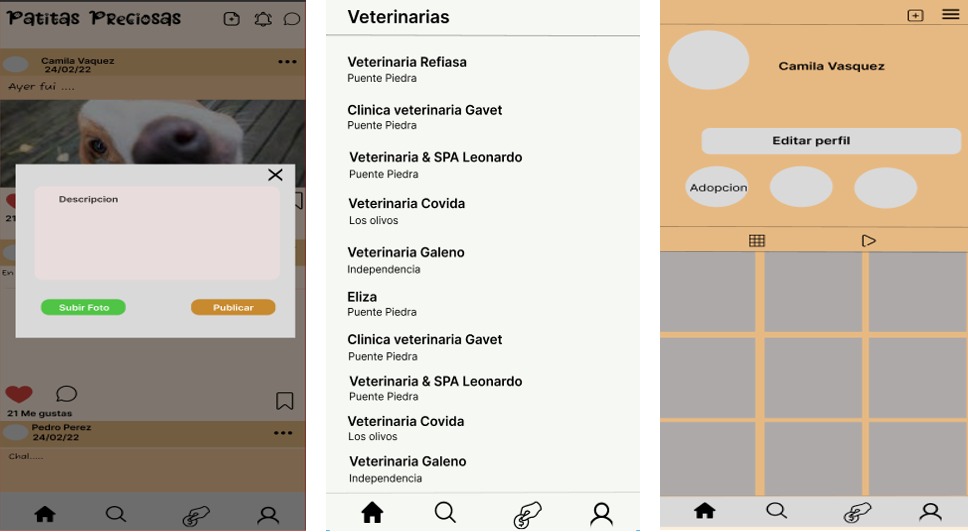 Patitas Preciosas
Camila Vaquez
24/02/22
Ayer fui ....
Descripcion
21
En
Subir Foto
Publicar
21 Me gustas
Pedro Perez
24/02/22
Chal.....
Veterinarias
Veterinaria Refiasa
Puente Piedra
Clinica veterinaria Gavet
Puente Piedra
Veterinaria & SPA Leonardo
Puente Piedra
Veterinaria Covida
Los olivos
Veterinaria Galeno
Independencia
Eliza
Puente Piedra
Clinica veterinaria Gavet
Puente Piedra
Veterinaria & SPA Leonardo
Puente Piedra
Veterinaria Covida
Los olivos
Veterinaria Galeno
Independencia
Camila Vasquez
Editar perfil
Adopcion